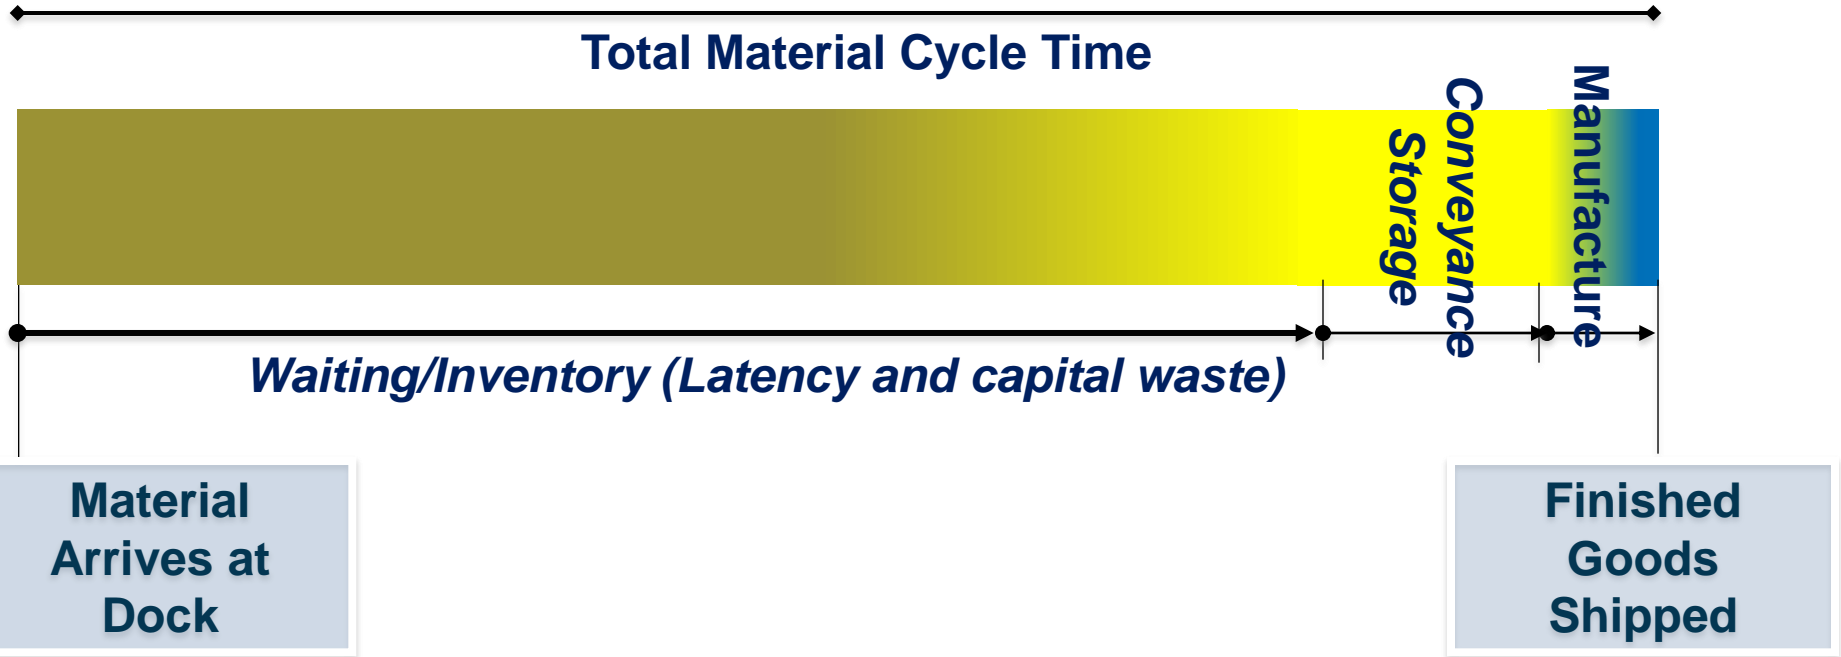 Total Material Cycle Time
Storage
Conveyance
Manufacture
Waiting/Inventory (Latency and capital waste)
Material
Arrives at
Dock
Finished
Goods
Shipped